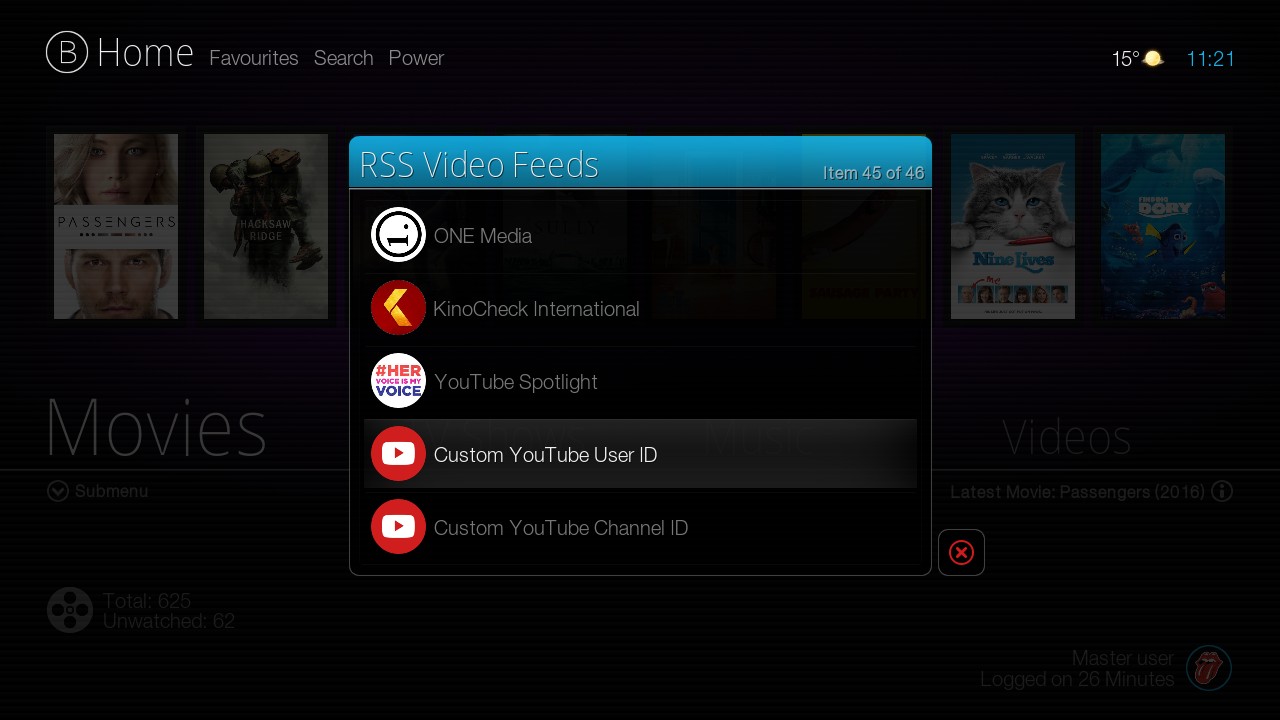 B Home Favourites Search Power
15° 11:21
PASSENGERS
HACKSAW
RIDGE
FINDING
DORY
Nine Lives
RSS Video Feeds
Item 45 of 46
ONE Media
KinoCheck International
#HER
VOICE IS MY
VOICE
YouTube Spotlight
Custom YouTube User ID
Custom YouTube Channel ID
Movies
Music
Videos
Submenu
Latest Movie: Passengers (2016)
Total: 625
Unwatched: 62
Master user
Logged on 26 Minutes